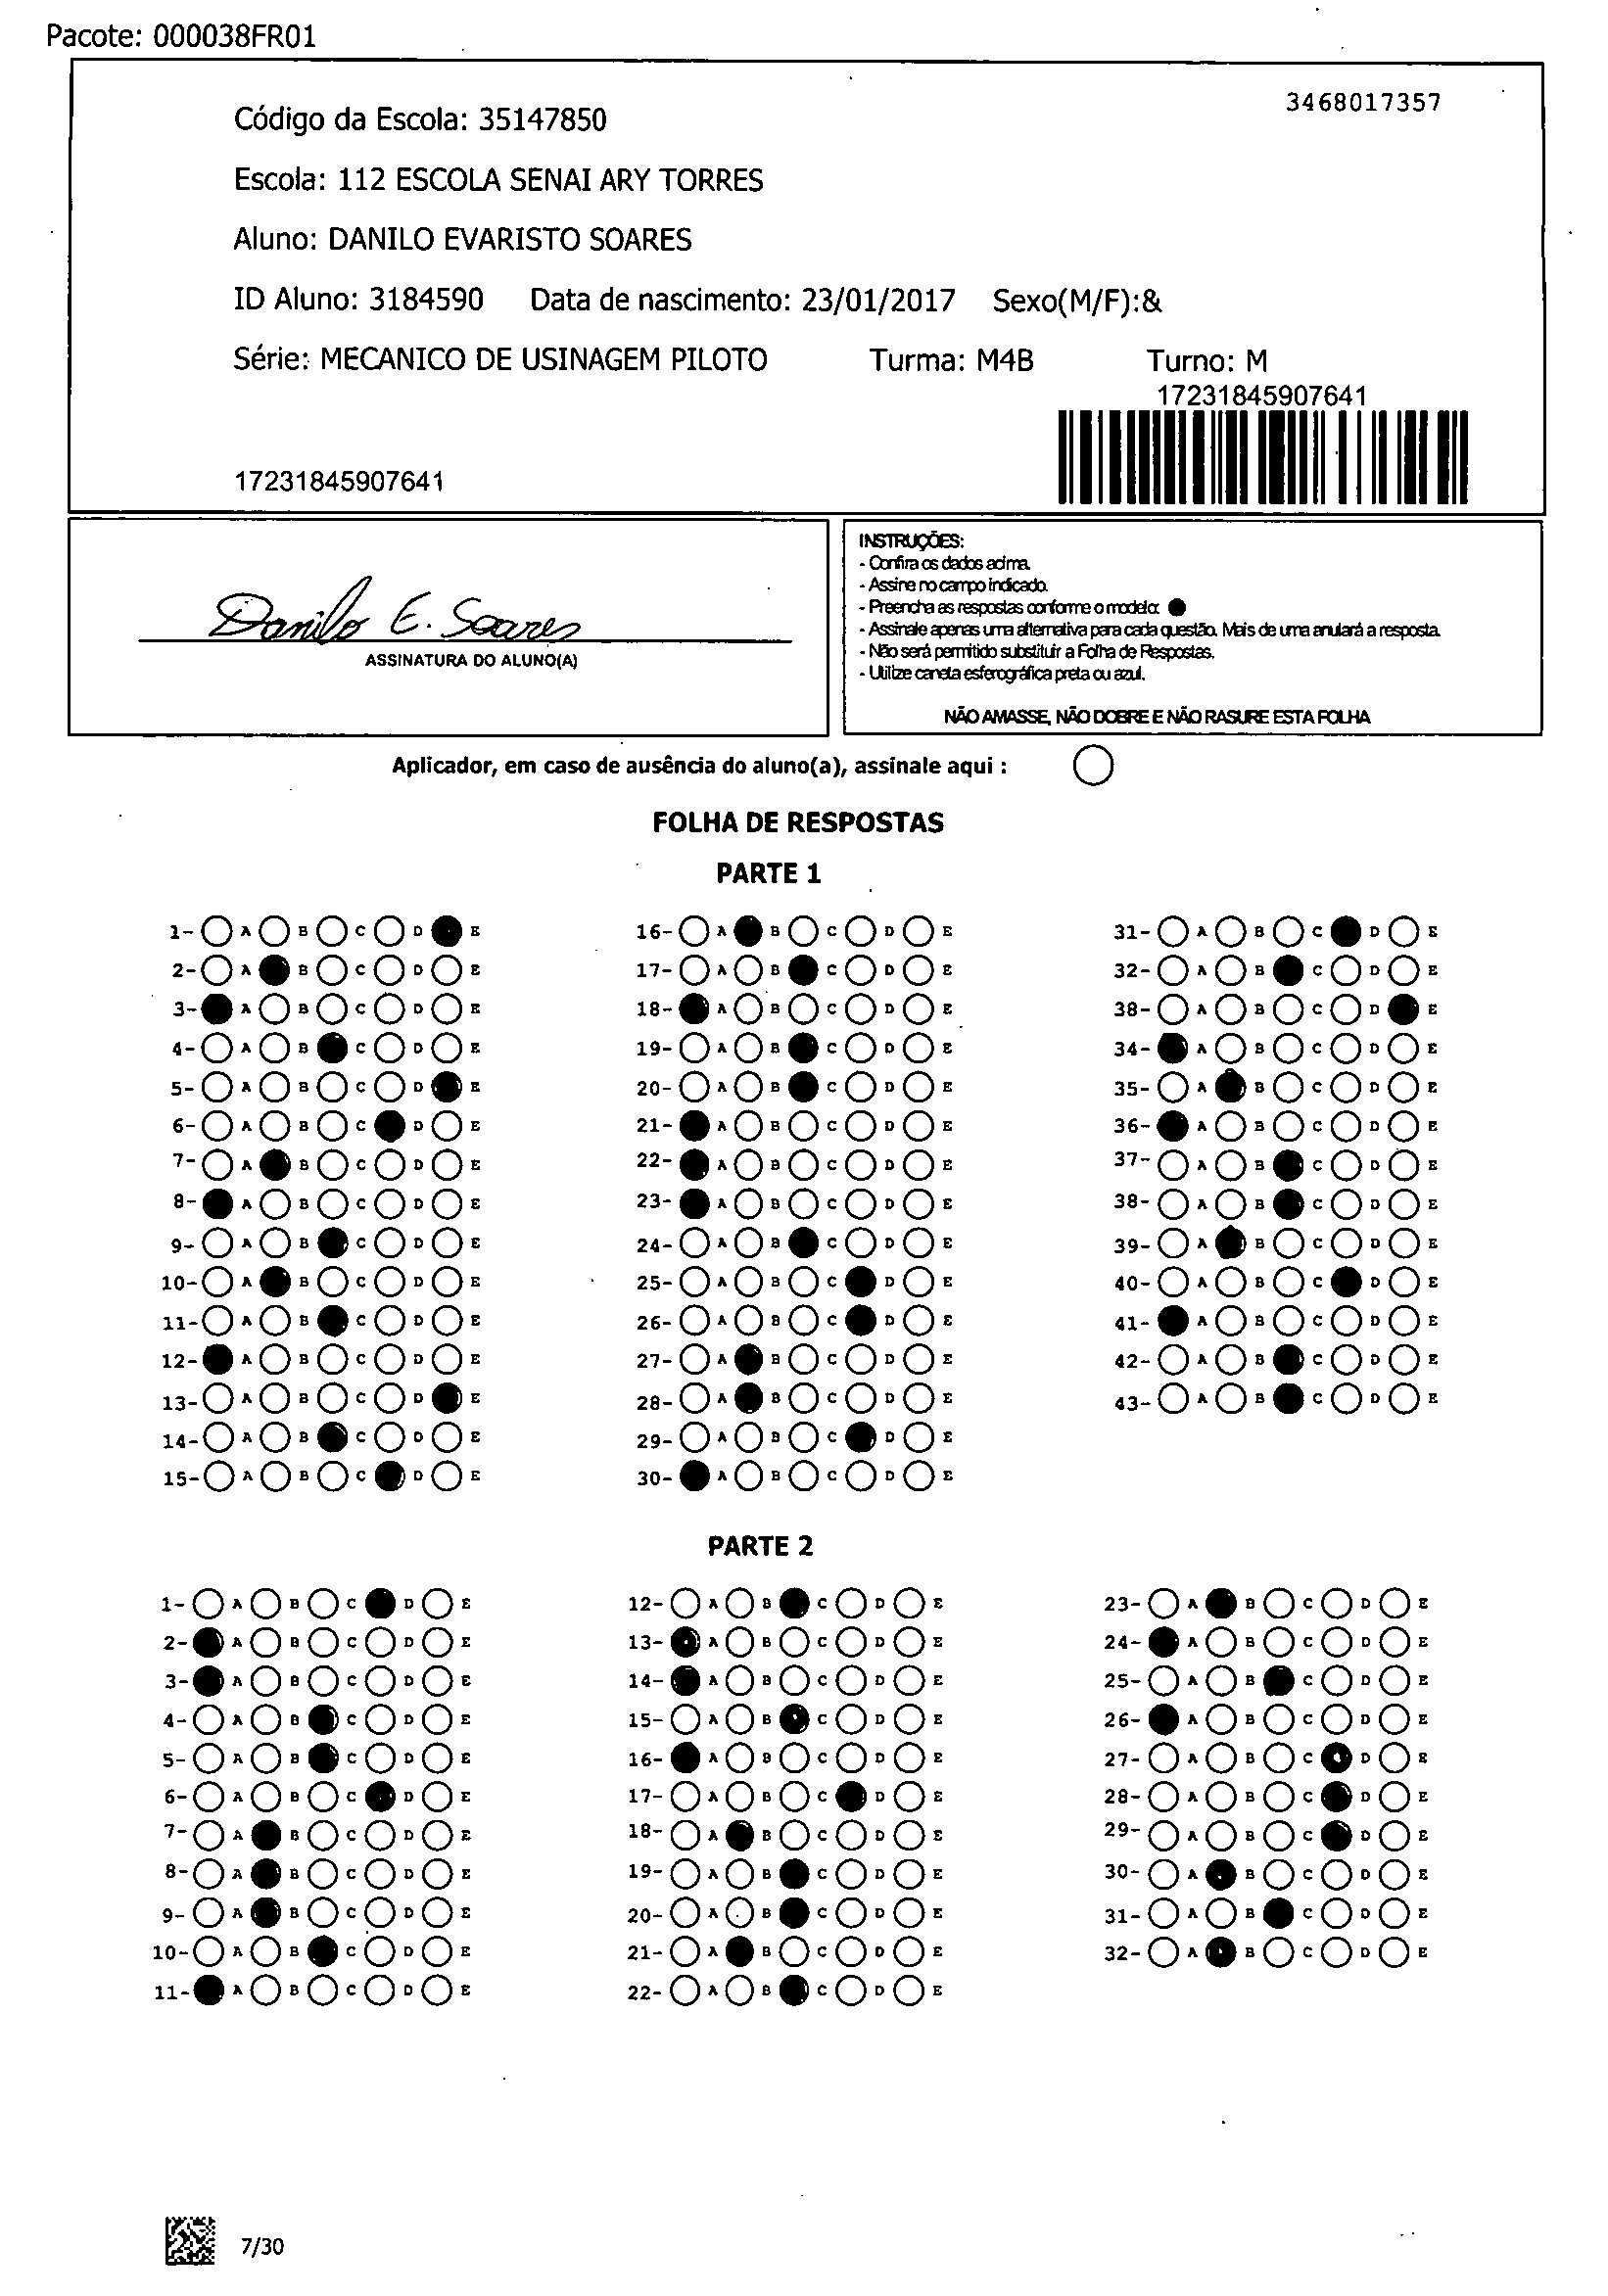 Pacote: 000038FR01
3468017357
Código da Escola: 35147850
Escola: 112 ESCOLA SENAI ARY TORRES
Aluno: DANILO EVARISTO SOARES
ID Aluno: 3184590 Data de nascimento: 23/01/2017 Sexo(M/F):&
Série: MECANICO DE USINAGEM PILOTO Turma: M4B Turno: M
17231845907641
17231845907641
Danilo E. Soares
ASSINATURA DO ALUNO(A)
INSTRUÇÕES:
- Confira os dados acima.
- Assine no campo indicado.
- Preencha as respostas conforme o modelo:
- Assinale apenas uma alternativa para cada questão. Mais de uma anulará a resposta.
- Não será permitido substituir a Folha de Respostas.
- Utilize caneta esferográfica preta ou azul.
NÃO AMASSE, NÃO DOBRE E NÃO RASURE ESTA FOLHA
Aplicador, em caso de ausência do aluno(a), assinale aqui :
FOLHA DE RESPOSTAS
PARTE 1
1- A B C D E 16- A B C D E 31- A B C D E
2- A B C D E 17- A B C D E 32- A B C D E
3- A B C D E 18- A B C D E 38- A B C D E
4- A B C D E 19- A B C D E 34- A B C D E
5- A B C D E 20- A B C D E 35- A B C D E
6- A B C D E 21- A B C D E 36- A B C D E
7- A B C D E 22- A B C D E 37- A B C D E
8- A B C D E 23- A B C D E 38- A B C D E
9- A B C D E 24- A B C D E 39- A B C D E
10- A B C D E 25- A B C D E 40- A B C D E
11- A B C D E 26- A B C D E 41- A B C D E
12- A B C D E 27- A B C D E 42- A B C D E
13- A B C D E 28- A B C D E 43- A B C D E
14- A B C D E 29- A B C D E
15- A B C D E 30- A B C D E
PARTE 2
1- A B C D E 12- A B C D E 23- A B C D E
2- A B C D E 13- A B C D E 24- A B C D E
3- A B C D E 14- A B C D E 25- A B C D E
4- A B C D E 15- A B C D E 26- A B C D E
5- A B C D E 16- A B C D E 27- A B C D E
6- A B C D E 17- A B C D E 28- A B C D E
7- A B C D E 18- A B C D E 29- A B C D E
8- A B C D E 19- A B C D E 30- A B C D E
9- A B C D E 20- A B C D E 31- A B C D E
10- A B C D E 21- A B C D E 32- A B C D E
11- A B C D E 22- A B C D E
7/30